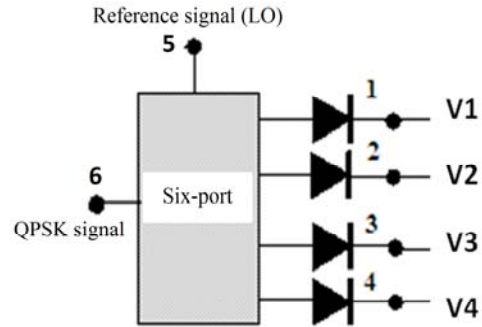 Reference signal (LO)
5
1
V1
2
V2
6
Six-port
QPSK signal
3
V3
4
V4